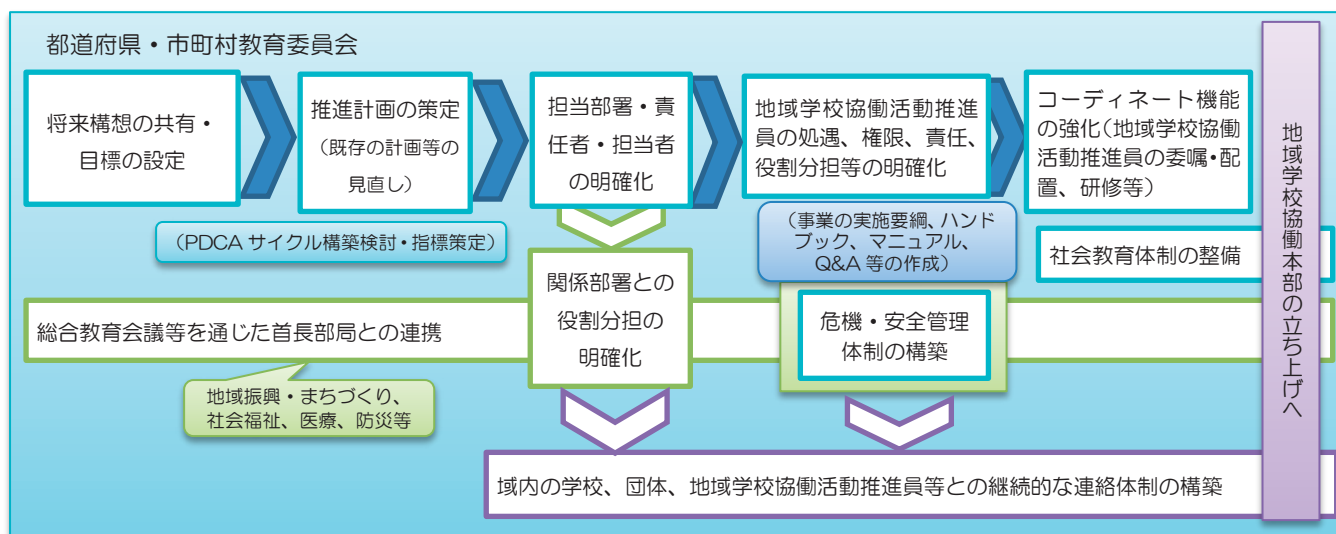 都道府県・市町村教育委員会
将来構想の共有・
目標の設定
推進計画の策定
（既存の計画等の
見直し）
担当部署・責
任者・担当者
の明確化
地域学校協働活動推進
員の処遇、権限、責任、
役割分担等の明確化
コーディネート機能
の強化（地域学校協働
活動推進員の委嘱・配
置、研修等）
（PDCA サイクル構築検討・指標策定）
（事業の実施要綱、ハンド
ブック、マニュアル、
Q&A 等の作成）
社会教育体制の整備
関係部署との
役割分担の
明確化
総合教育会議等を通じた首長部局との連携
危機・安全管理
体制の構築
地域振興・まちづくり、
社会福祉、医療、防災等
域内の学校、団体、地域学校協働活動推進員等との継続的な連絡体制の構築
地域学校協働本部の立ち上げへ